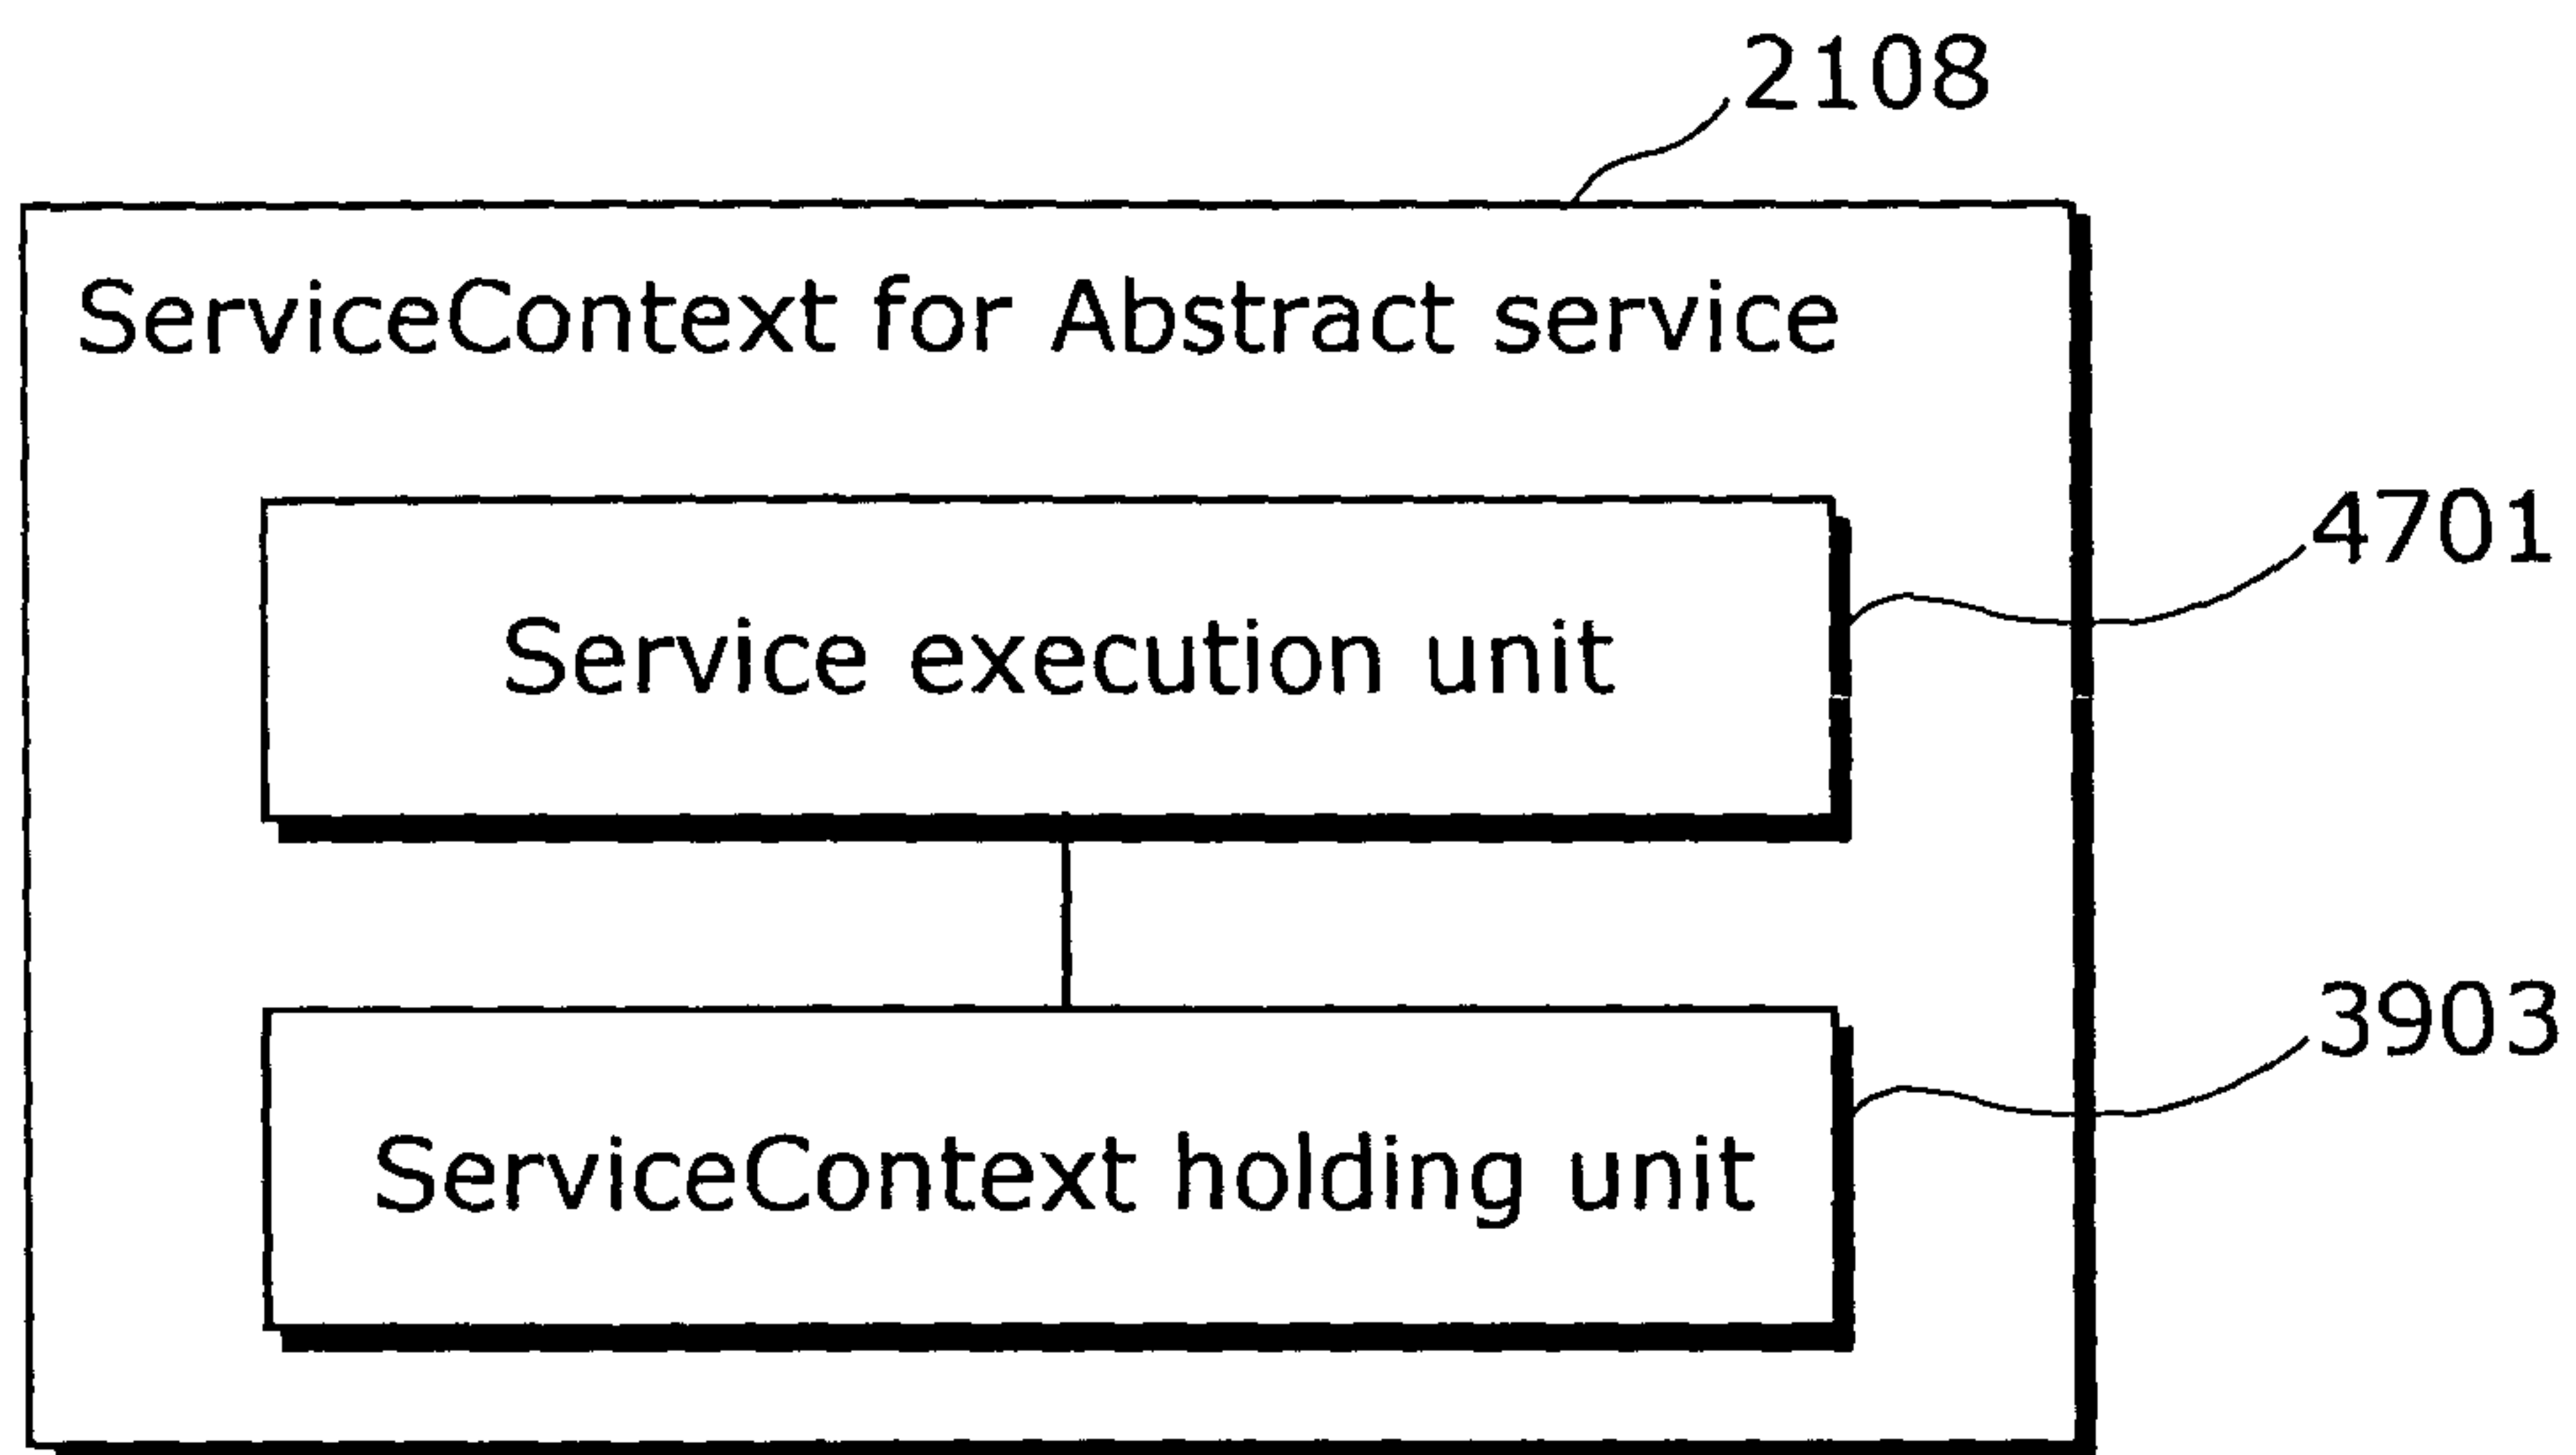 2108
ServiceContext for Abstract service
4701
Service execution unit
3903
ServiceContext holding unit